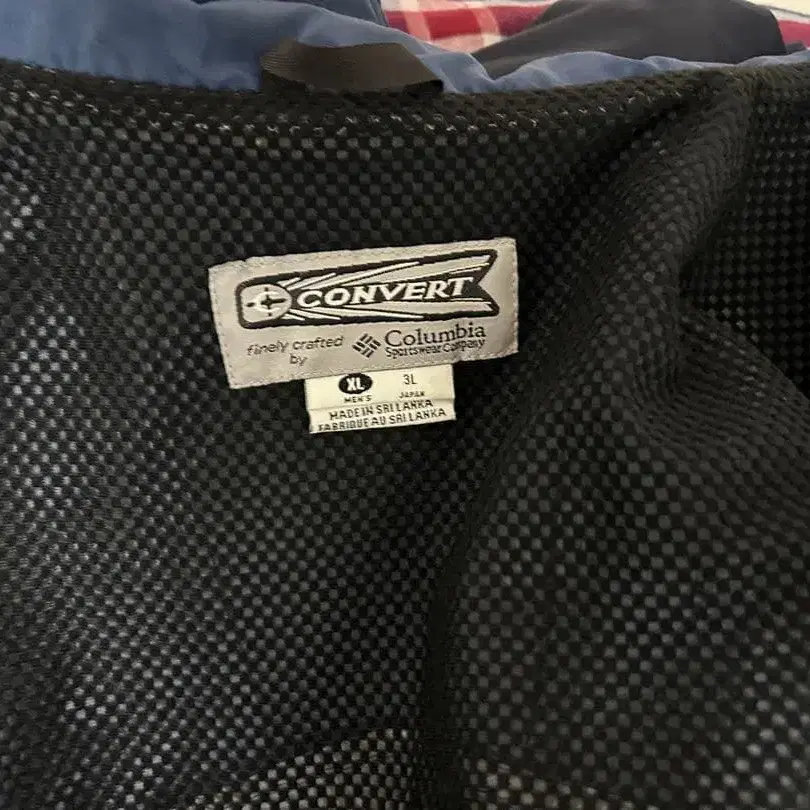 CONVERT
finely crafted by
Columbia
Sportswear Company
XL 3L
MEN'S JAPAN
MADE IN SRI LANKA
FABRIQUE AU SRI LANKA